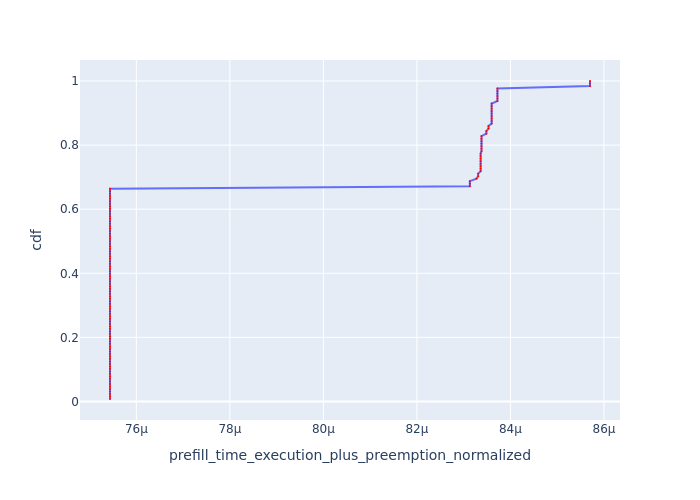 1
0.8
0.6
0.4
0.2
0
cdf
76μ 78μ 80μ 82μ 84μ 86μ
prefill_time_execution_plus_preemption_normalized